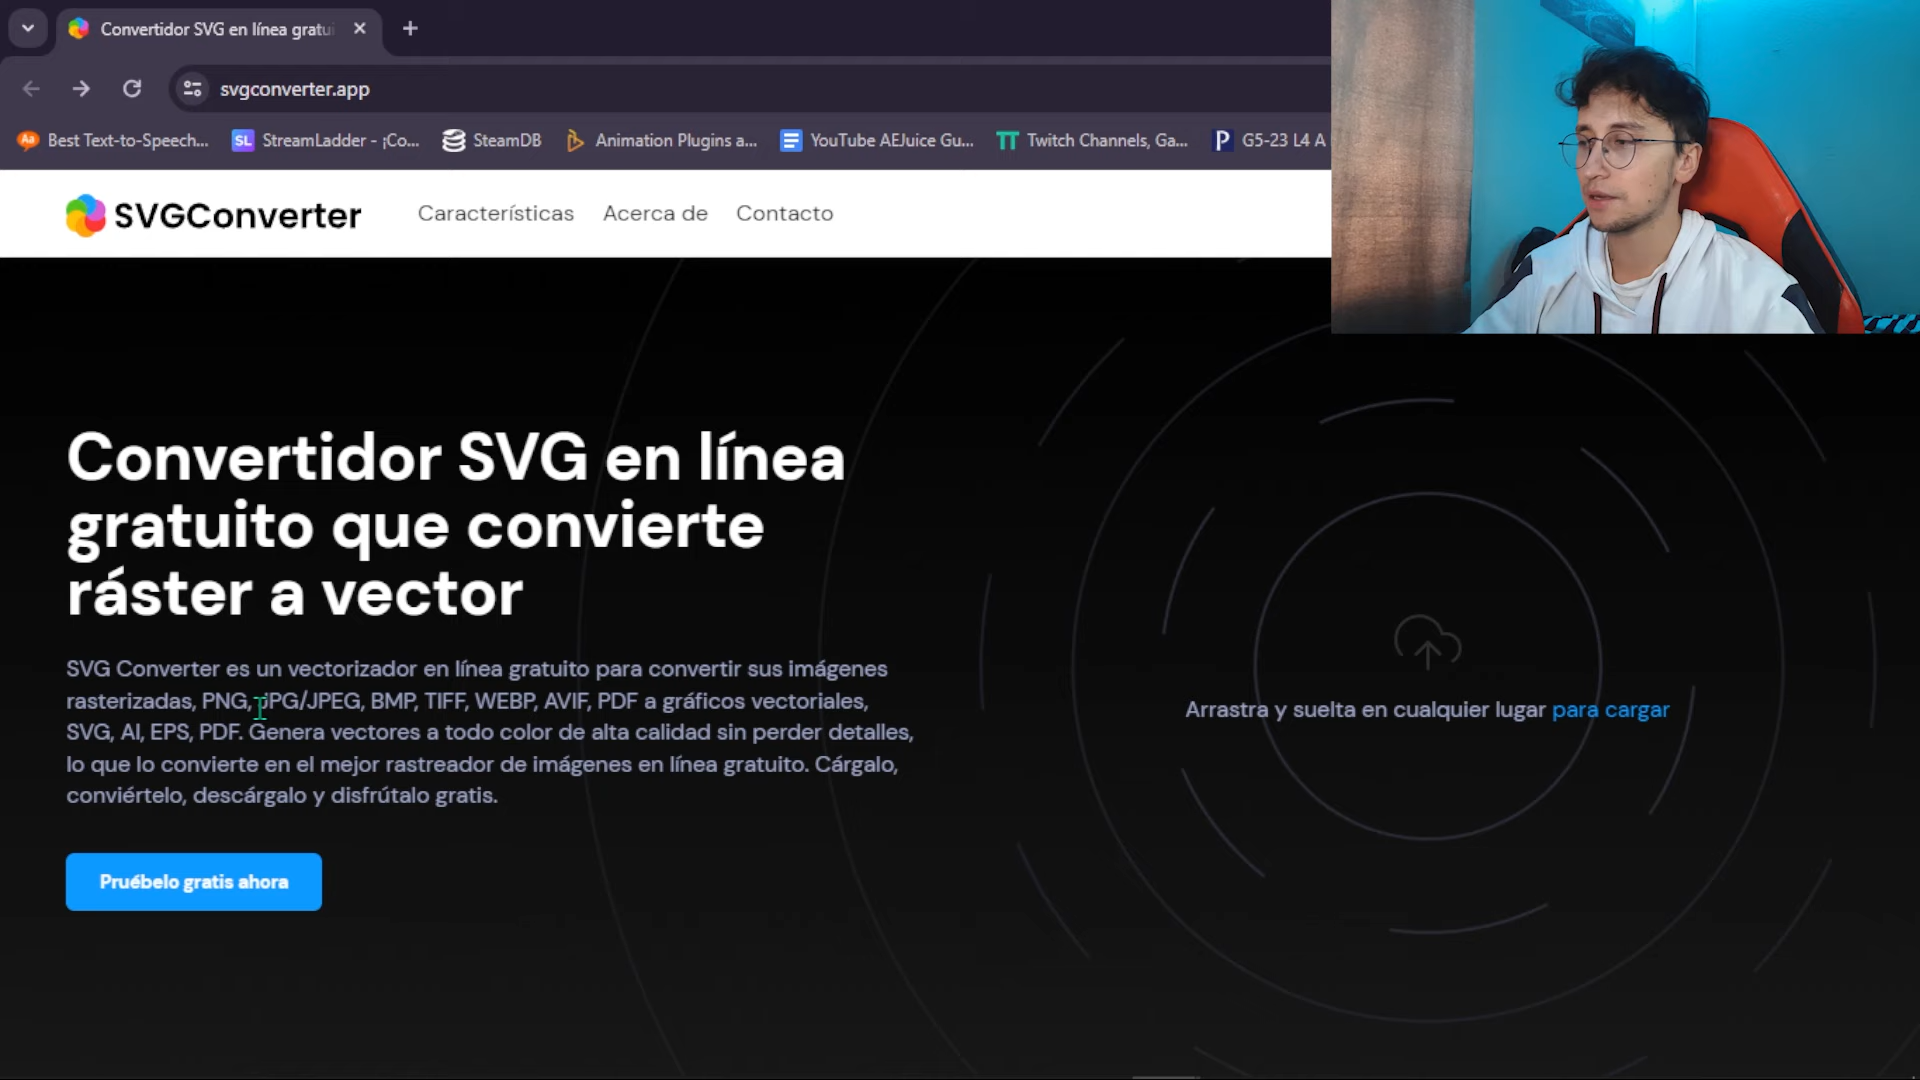 Convertidor SVG en línea gratui
svgconverter.app
Best Text-to-Speech... StreamLadder - ¡Co... SteamDB Animation Plugins a... YouTube AEJuice Gu... Twitch Channels, Ga... G5-23 L4 A
SVGConverter Características Acerca de Contacto
Convertidor SVG en línea
gratuito que convierte
ráster a vector
SVG Converter es un vectorizador en línea gratuito para convertir sus imágenes
rasterizadas, PNG, JPG/JPEG, BMP, TIFF, WEBP, AVIF, PDF a gráficos vectoriales,
SVG, AI, EPS, PDF. Genera vectores a todo color de alta calidad sin perder detalles,
lo que lo convierte en el mejor rastreador de imágenes en línea gratuito. Cárgalo,
conviértelo, descárgalo y disfrútalo gratis.
Pruébelo gratis ahora
Arrastra y suelta en cualquier lugar para cargar